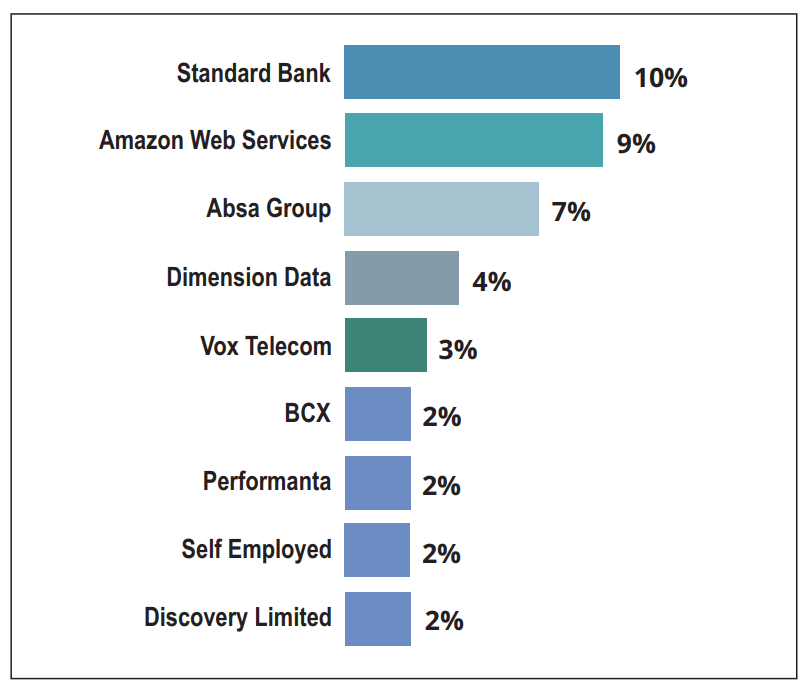 Standard Bank 10%
Amazon Web Services 9%
Absa Group 7%
Dimension Data 4%
Vox Telecom 3%
BCX 2%
Performanta 2%
Self Employed 2%
Discovery Limited 2%